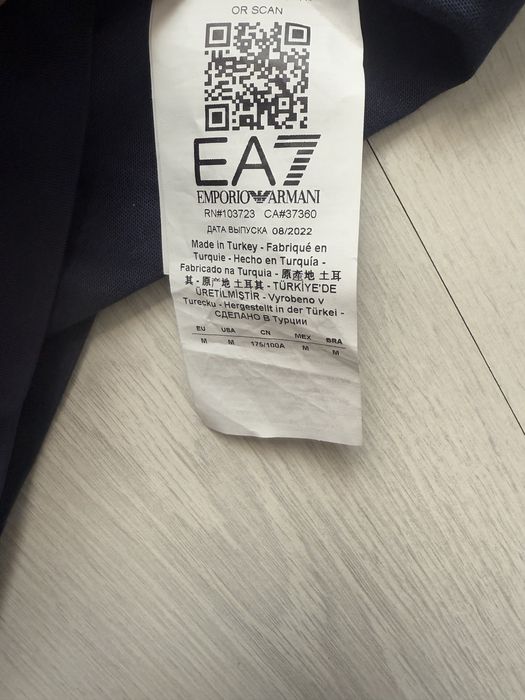 OR SCAN
EA7
EMPORIO ARMANI
RN#103723 CA#37360
ДАТА ВЫПУСКА 08/2022
Made in Turkey - Fabriqué en
Turquie - Hecho en Turquía -
Fabricado na Turquia - 原產地 土耳
其 - 原产地 土耳其 - TÜRKİYE'DE
ÜRETİLMİŞTİR - Vyrobeno v
Turecku - Hergestellt in der Türkei -
СДЕЛАНО В Турции
EU USA CN MEX BRA
M M 175/100A M M